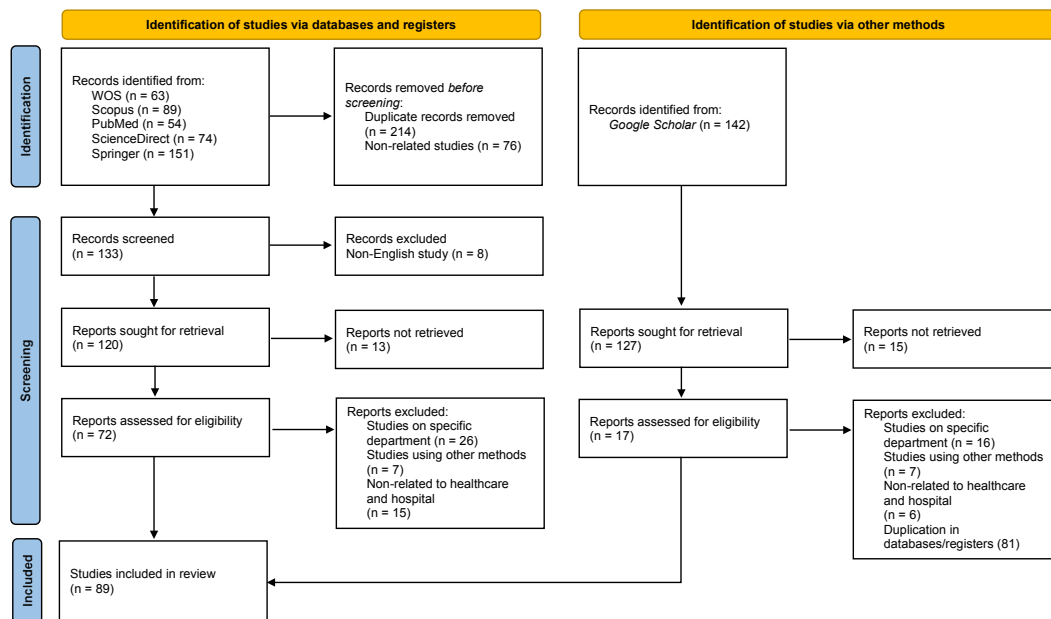 Identification of studies via databases and registers
Identification of studies via other methods
Identification
Records identified from:
WOS (n = 63)
Scopus (n = 89)
PubMed (n = 54)
ScienceDirect (n = 74)
Springer (n = 151)
Records removed before
screening:
Duplicate records removed
(n = 214)
Non-related studies (n = 76)
Records identified from:
Google Scholar (n = 142)
Screening
Records screened
(n = 133)
Records excluded
Non-English study (n = 8)
Reports sought for retrieval
(n = 120)
Reports not retrieved
(n = 13)
Reports sought for retrieval
(n = 127)
Reports not retrieved
(n = 15)
Reports assessed for eligibility
(n = 72)
Reports excluded:
Studies on specific
department (n = 26)
Studies using other methods
(n = 7)
Non-related to healthcare
and hospital
(n = 15)
Reports assessed for eligibility
(n = 17)
Reports excluded:
Studies on specific
department (n = 16)
Studies using other methods
(n = 7)
Non-related to healthcare
and hospital
(n = 6)
Duplication in
databases/registers (81)
Included
Studies included in review
(n = 89)